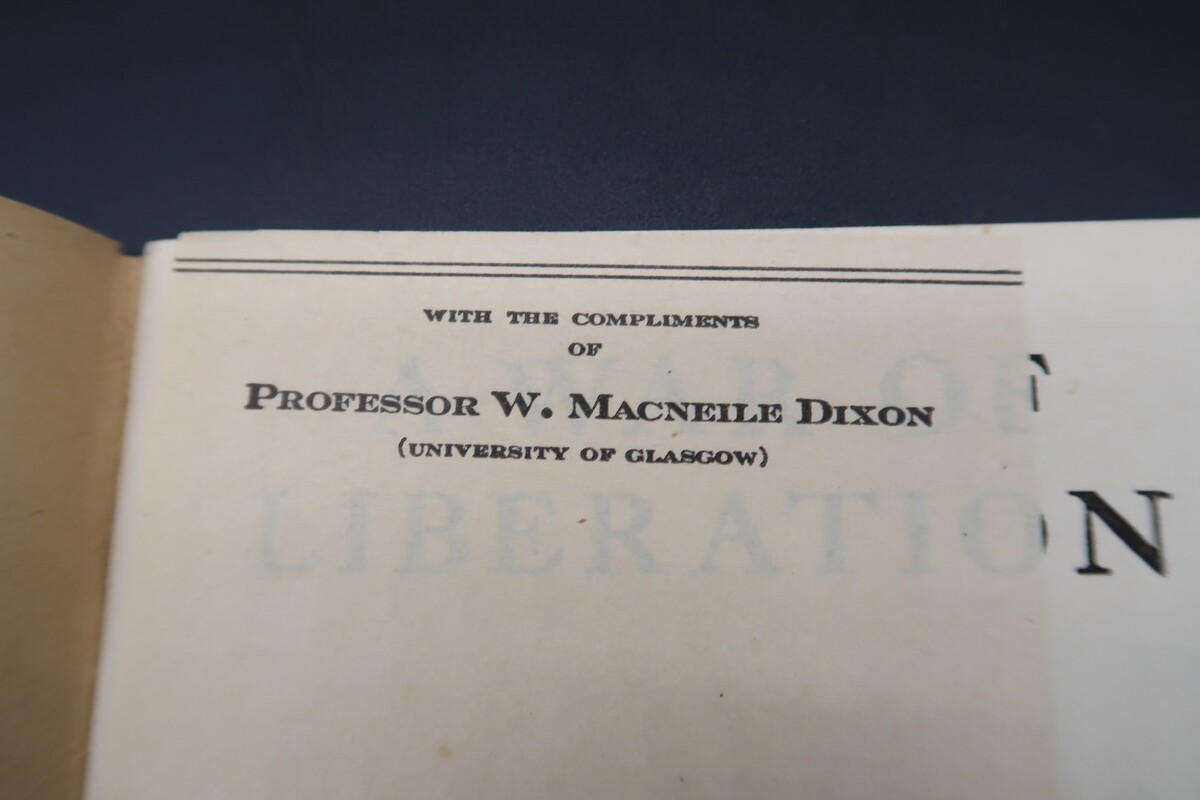 WITH THE COMPLIMENTS
OF
PROFESSOR W. MACNEILE DIXON
(UNIVERSITY OF GLASGOW)
A WAR OF
LIBERATION